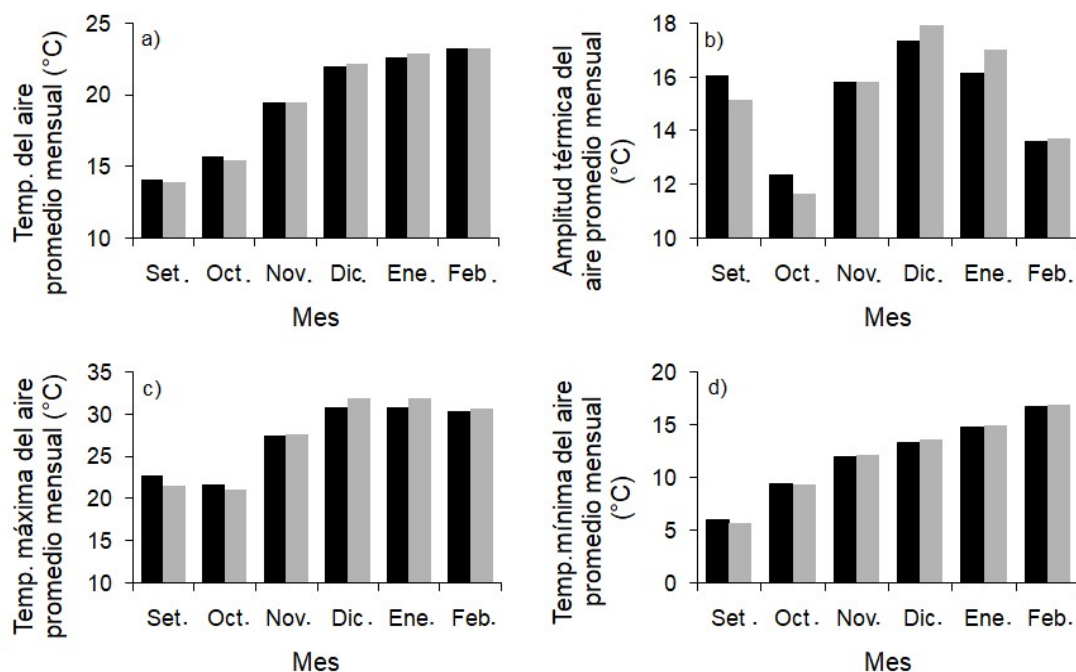 a)
Temp. del aire
promedio mensual (°C)
25
20
15
10
Set. Oct. Nov. Dic. Ene. Feb.
Mes
b)
Amplitud térmica del
aire promedio mensual
(°C)
18
16
14
12
10
Set. Oct. Nov. Dic. Ene. Feb.
Mes
c)
Temp. máxima del aire
promedio mensual (°C)
35
30
25
20
15
10
Set. Oct. Nov. Dic. Ene. Feb.
Mes
d)
Temp.mínima del aire
promedio mensual
(°C)
20
15
10
5
0
Set. Oct. Nov. Dic. Ene. Feb.
Mes